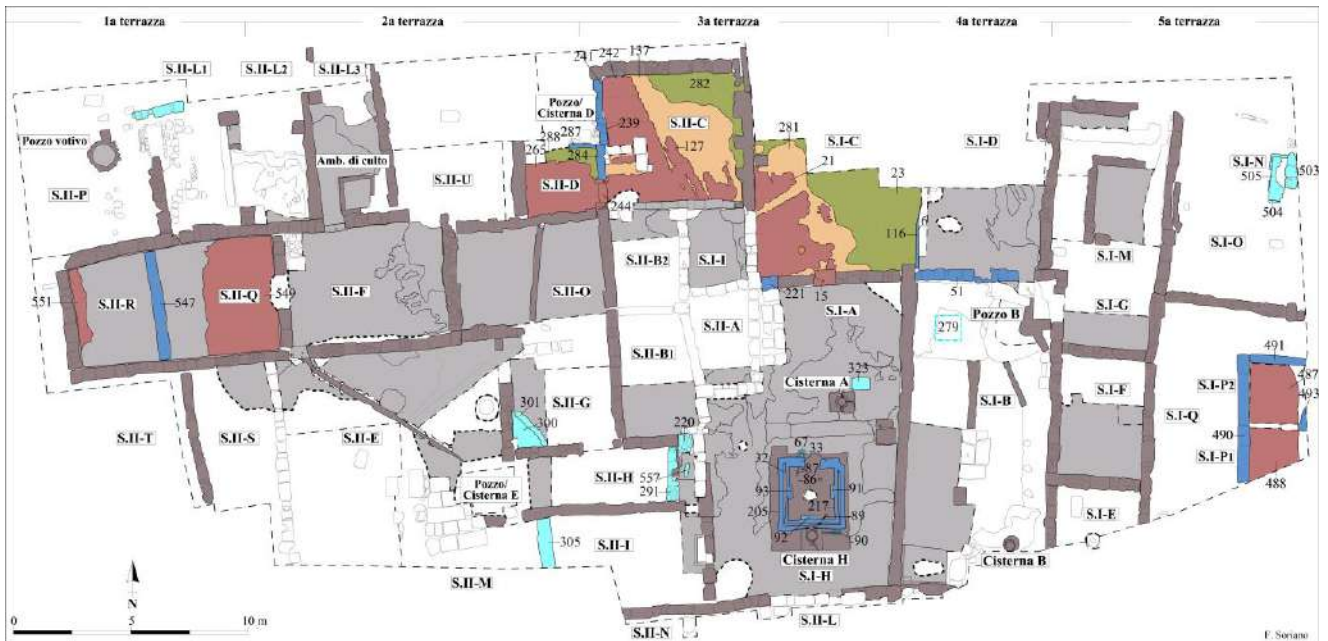 1a terrazza
2a terrazza
3a terrazza
4a terrazza
5a terrazza
S.II-L1
S.II-L2
S.II-L3
241
242
137
282
Pozzo/
Cisterna D
S.II-C
239
127
287
288
265
284
S.II-D
244
Pozzo votivo
Amb. di culto
S.II-P
S.II-U
281
S.I-C
21
23
S.I-D
116
S.I-N
505
503
504
S.I-O
S.II-B2
S.I-I
S.I-M
551
S.II-R
547
S.II-Q
549
S.II-F
S.II-O
221
15
51
S.I-G
S.II-A
S.I-A
279
Pozzo B
S.II-B1
323
Cisterna A
491
S.I-P2
487
493
S.I-F
S.I-Q
301
300
S.II-G
S.I-B
490
S.I-P1
488
S.II-T
S.II-S
S.II-E
220
67
33
32
87
86
S.II-H
557
291
93
91
217
205
89
92
90
Pozzo/
Cisterna E
S.I-E
305
S.II-I
Cisterna H
S.I-H
Cisterna B
S.II-M
S.II-N
S.I-L
N
0
5
10 m
F. Soriano